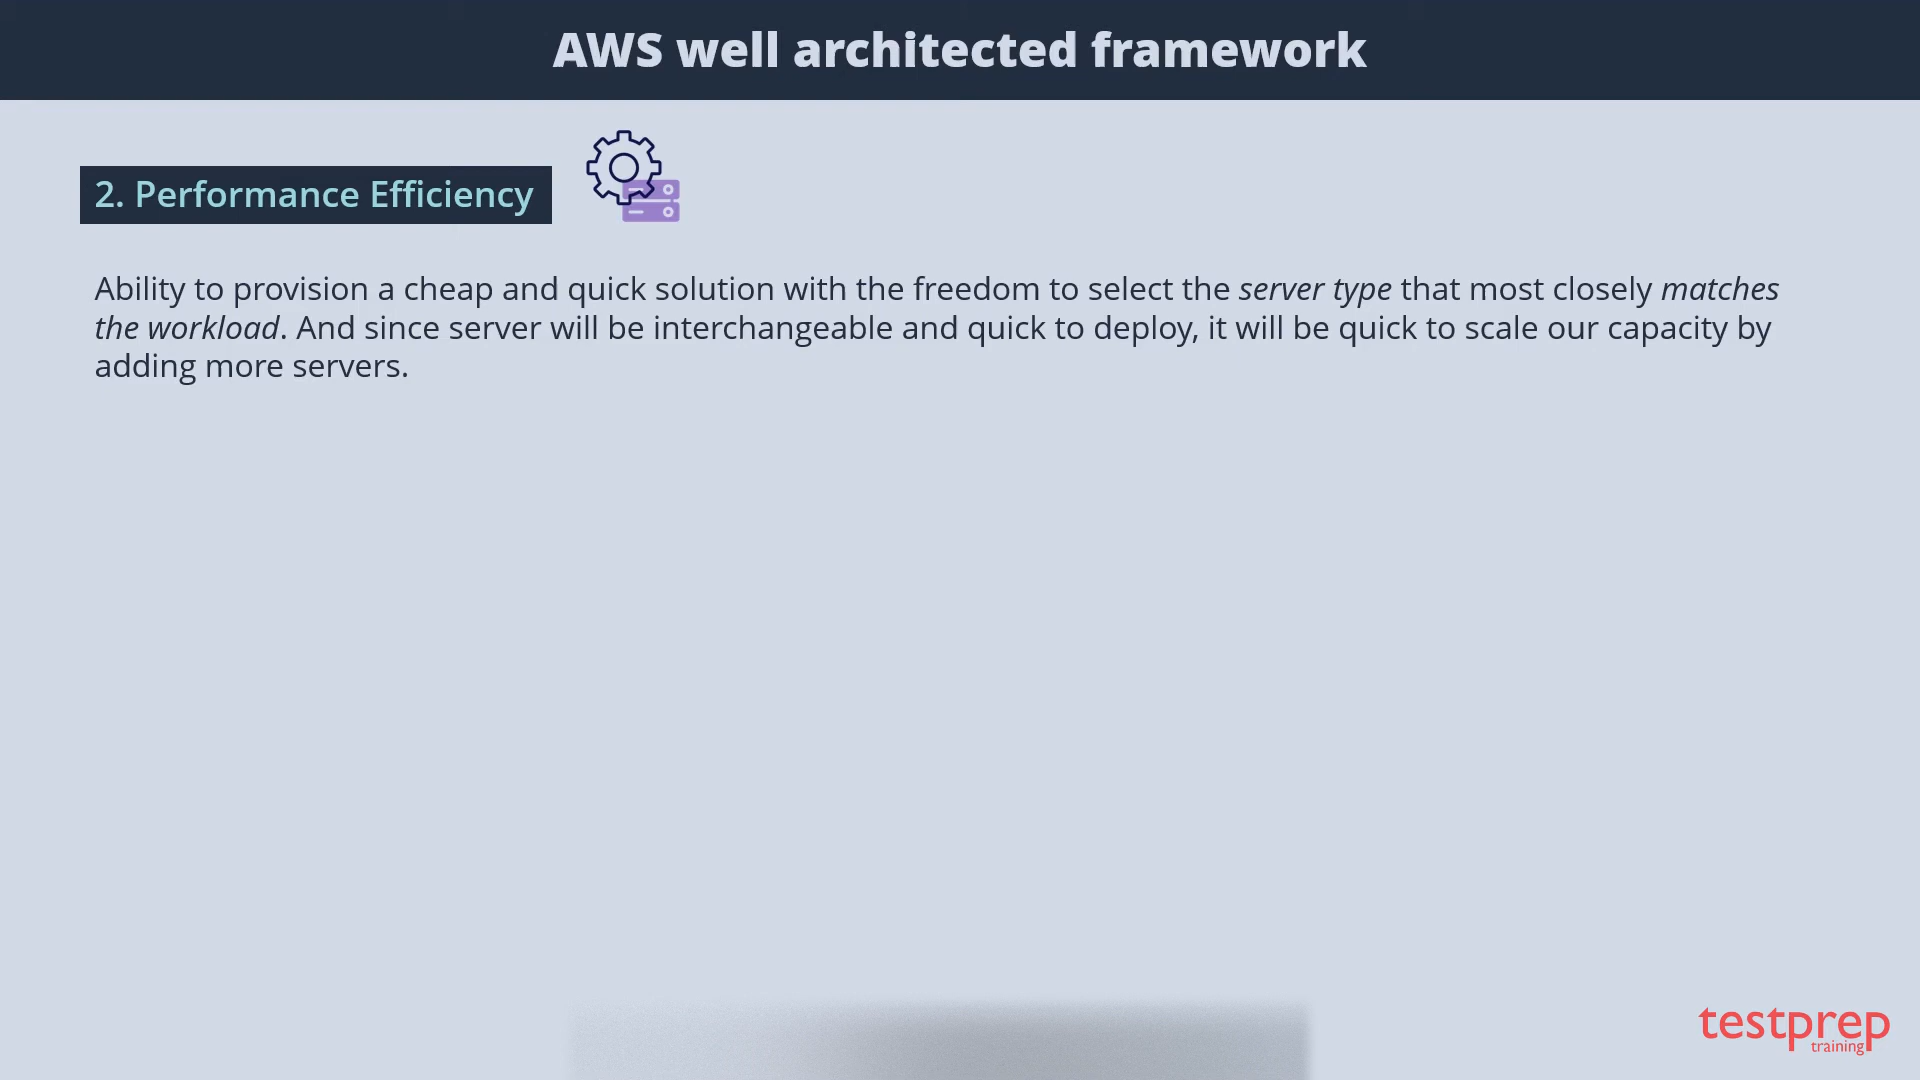 AWS well architected framework
2. Performance Efficiency
Ability to provision a cheap and quick solution with the freedom to select the server type that most closely matches
the workload. And since server will be interchangeable and quick to deploy, it will be quick to scale our capacity by
adding more servers.
testprep
training